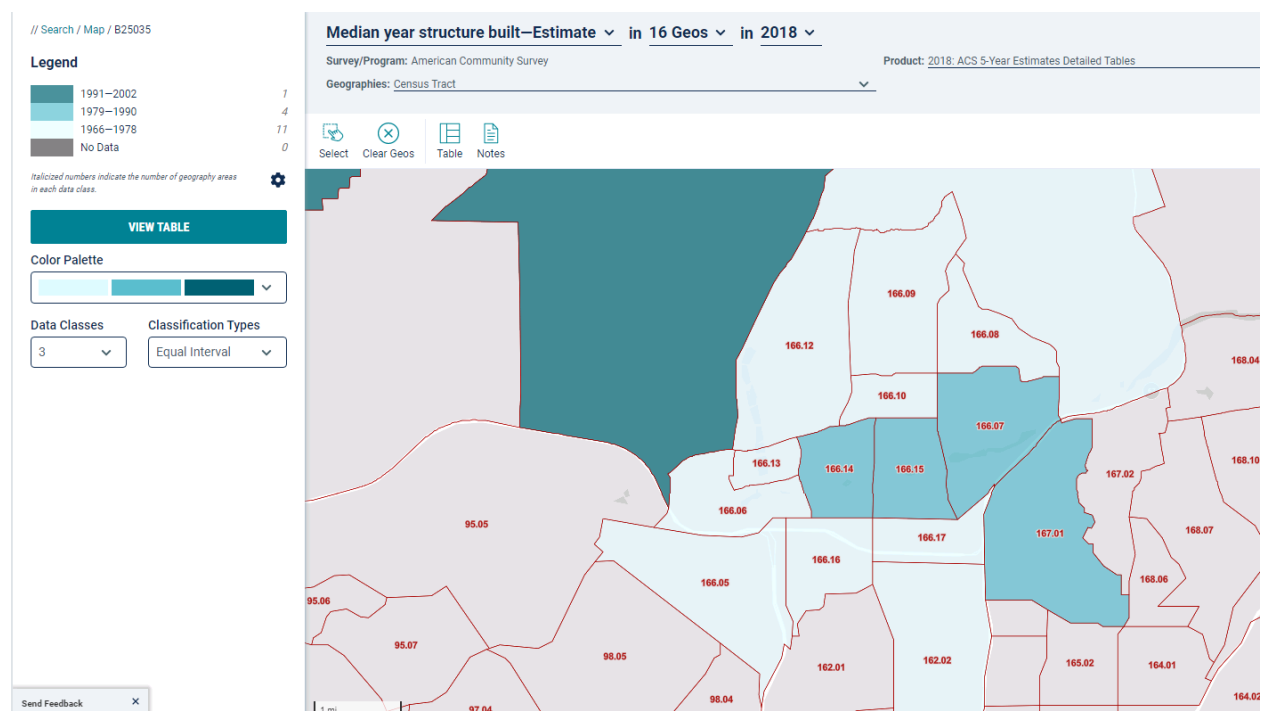 // Search / Map / B25035
Legend
1991—2002 1
1979—1990 4
1966—1978 11
No Data 0
Italicized numbers indicate the number of geography areas
in each data class.
VIEW TABLE
Color Palette
Data Classes Classification Types
3 Equal Interval
Send Feedback ×
Median year structure built—Estimate in 16 Geos in 2018
Survey/Program: American Community Survey Product: 2018: ACS 5-Year Estimates Detailed Tables
Geographies: Census Tract
Select Clear Geos Table Notes
166.09
166.08
166.12
168.04
166.10
166.07
166.13
166.14
166.15
168.10
167.02
166.06
95.05
168.07
167.01
166.17
166.16
166.05
168.06
95.06
95.07
98.05
162.02
165.02
164.01
162.01
98.04
164.02
97.04
1 mi